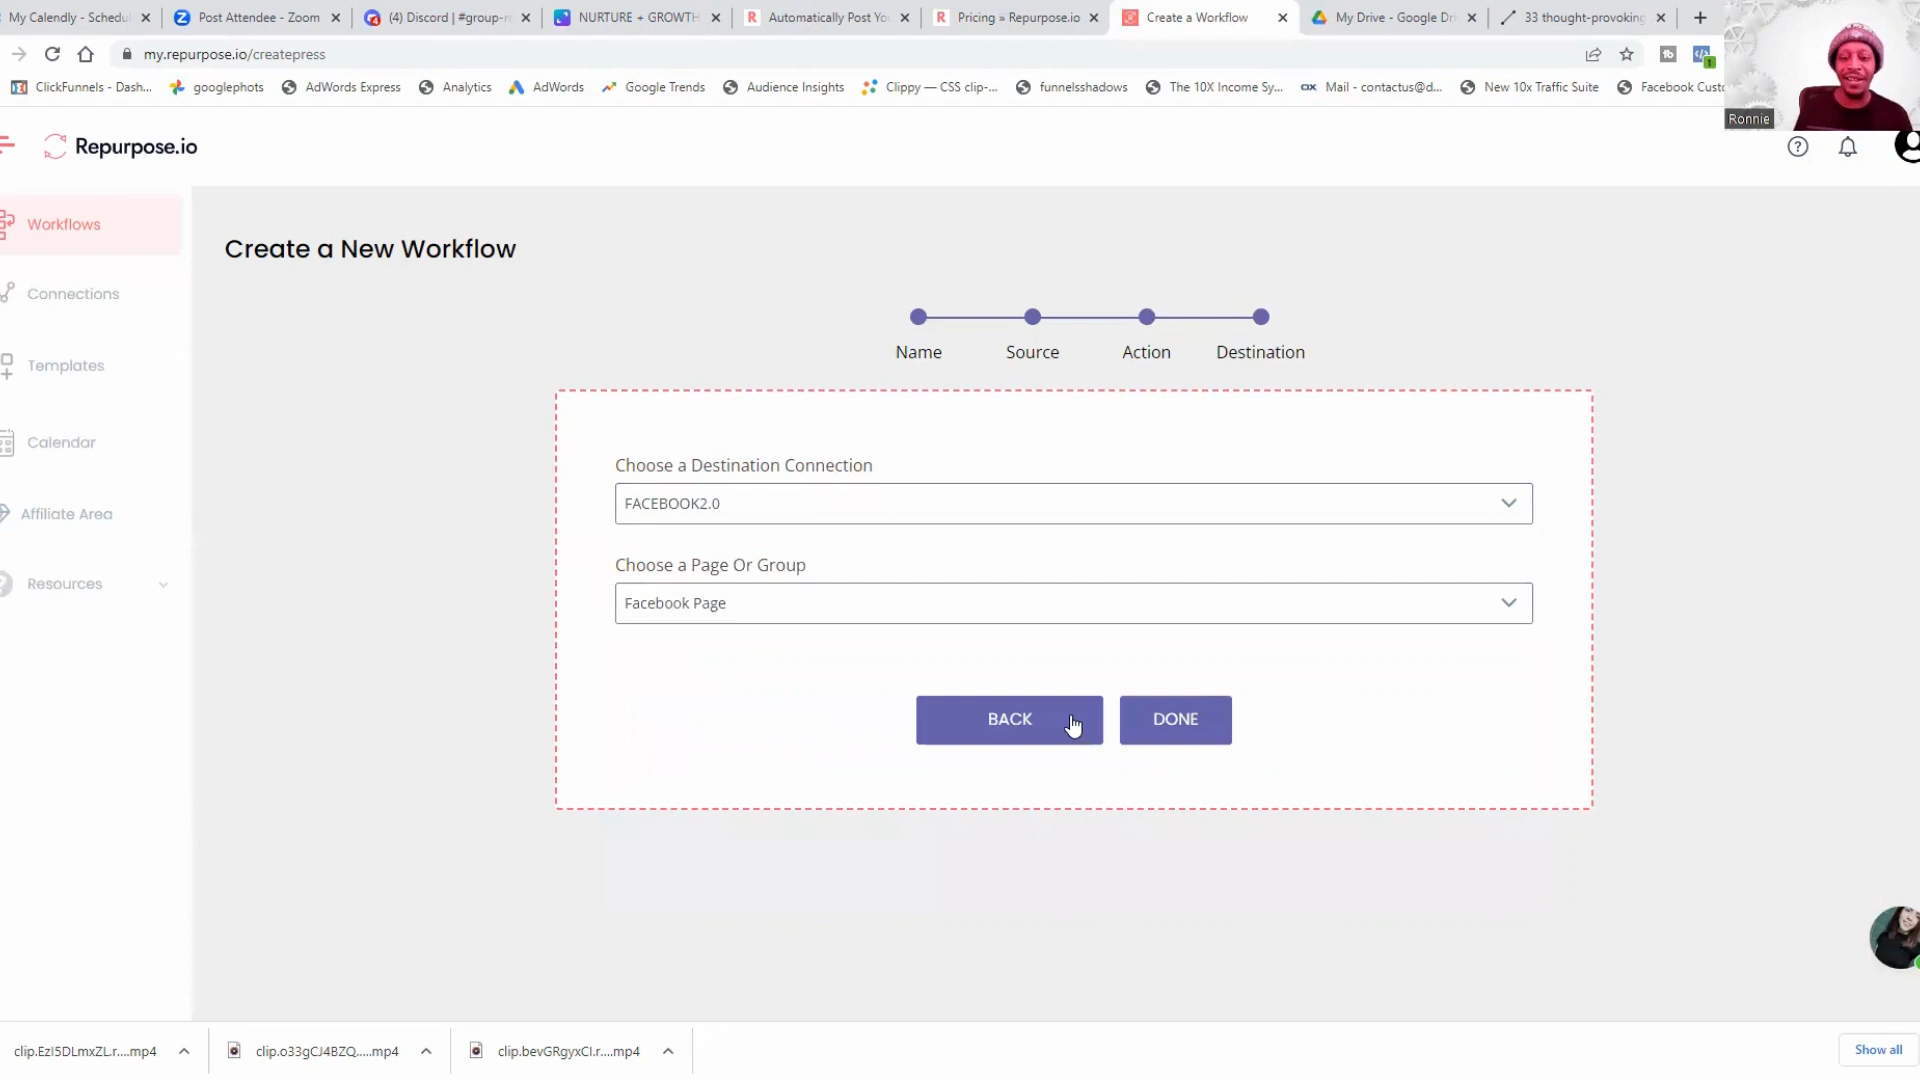 My Calendly - Schedul
Post Attendee - Zoom
(4) Discord | #group-r
NURTURE + GROWTH
Automatically Post Yo
Pricing » Repurpose.io
Create a Workflow
My Drive - Google Dri
33 thought-provoking
my.repurpose.io/createpress
1
ClickFunnels - Dash...
googlephots
AdWords Express
Analytics
AdWords
Google Trends
Audience Insights
Clippy — CSS clip-...
funnelsshadows
The 10X Income Sy...
Mail - contactus@d...
New 10x Traffic Suite
Facebook Custo
Ronnie
Repurpose.io
Workflows
Connections
Templates
Calendar
Affiliate Area
Resources
Create a New Workflow
Name
Source
Action
Destination
Choose a Destination Connection
FACEBOOK2.0
Choose a Page Or Group
Facebook Page
BACK
DONE
clip.EzI5DLmxZL.r....mp4
clip.o33gCJ4BZQ.....mp4
clip.bevGRgyxCI.r....mp4
Show all